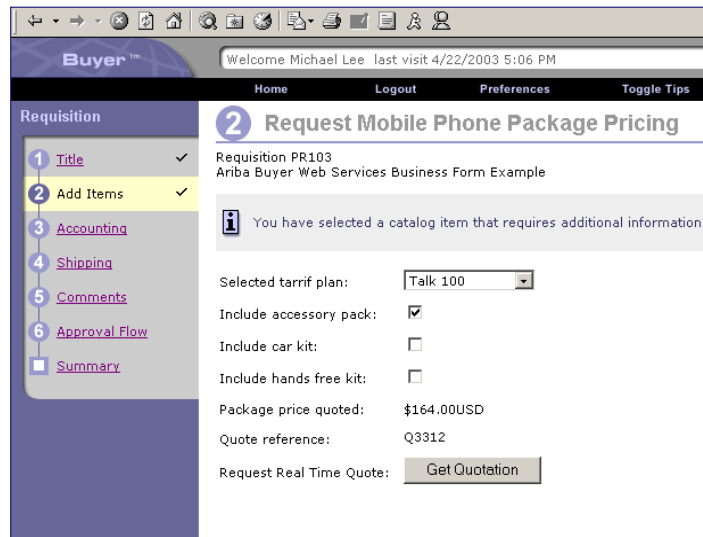 Buyer™
Welcome Michael Lee last visit 4/22/2003 5:06 PM
Home Logout Preferences Toggle Tips
Requisition
1 Title
2 Add Items
3 Accounting
4 Shipping
5 Comments
6 Approval Flow
Summary
2 Request Mobile Phone Package Pricing
Requisition PR103
Ariba Buyer Web Services Business Form Example
i You have selected a catalog item that requires additional information
Selected tarrif plan: Talk 100
Include accessory pack:
Include car kit:
Include hands free kit:
Package price quoted: $164.00USD
Quote reference: Q3312
Request Real Time Quote: Get Quotation